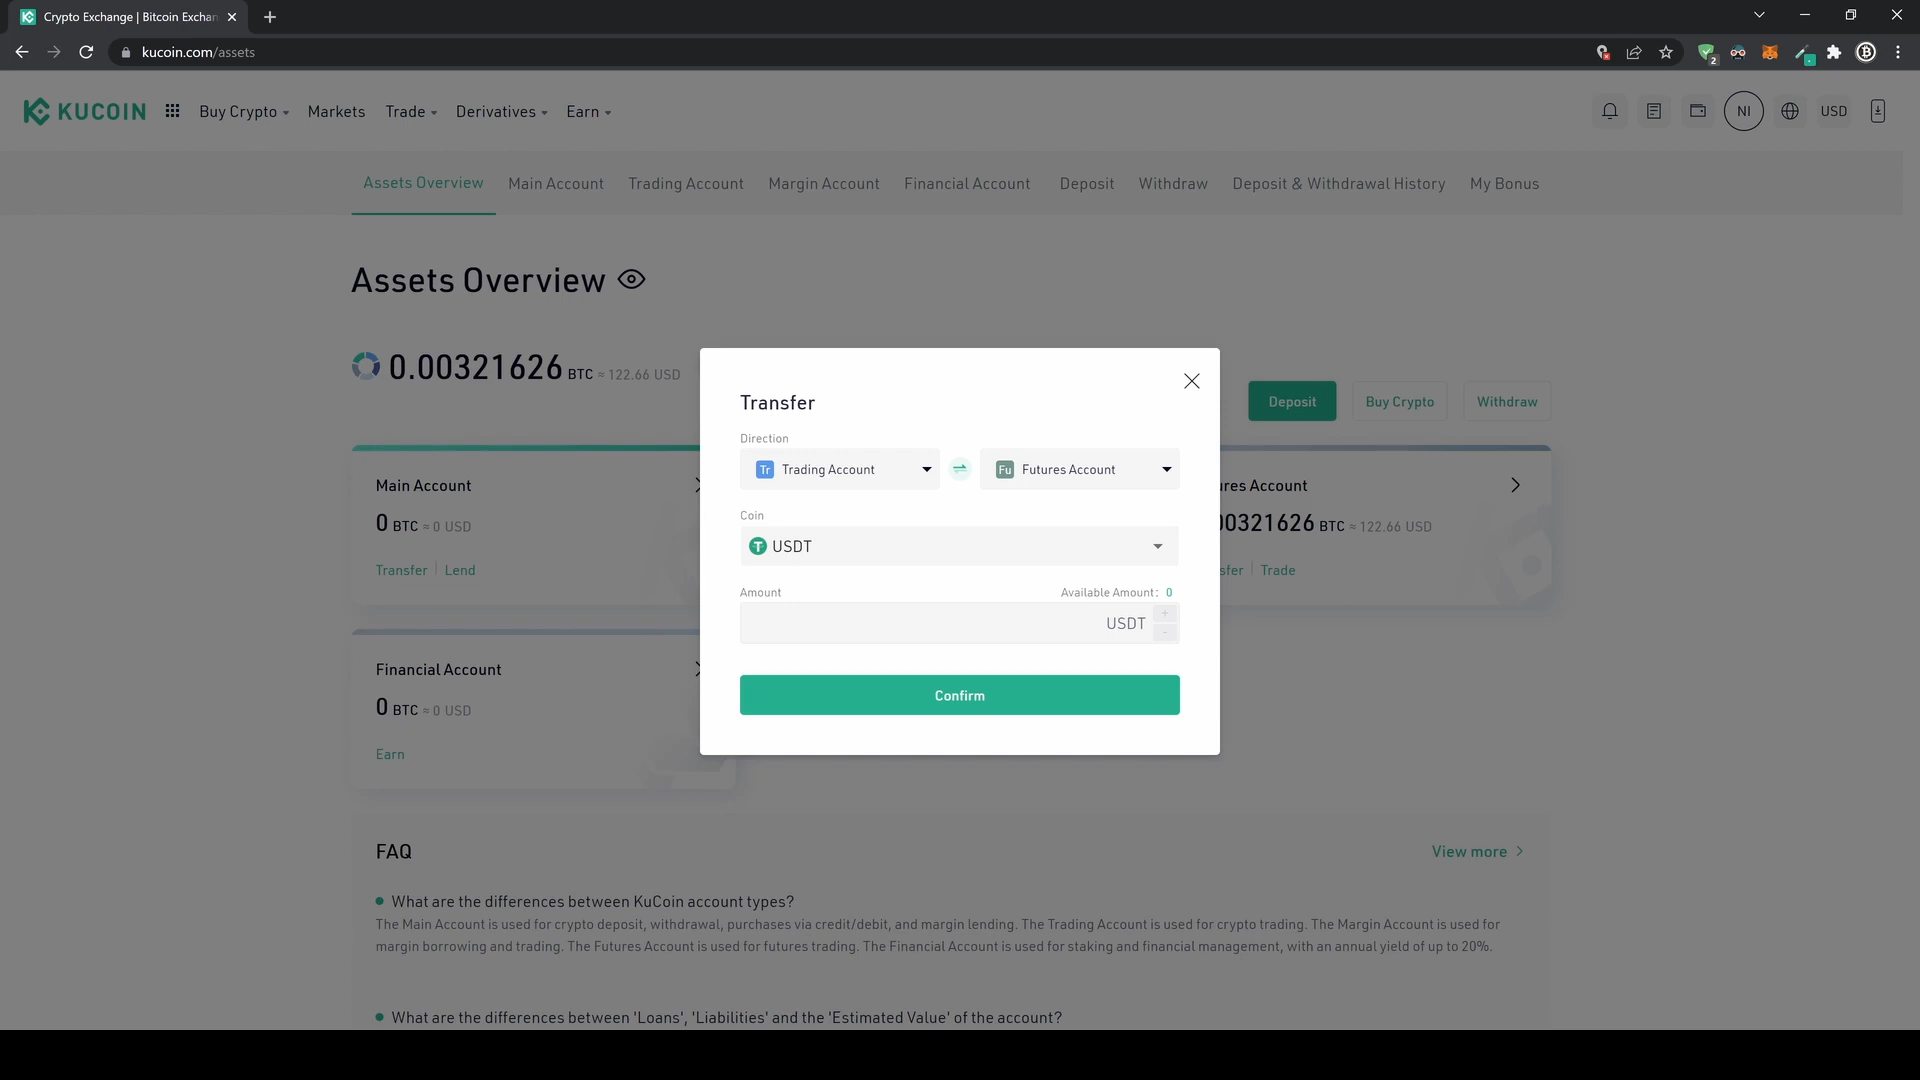 Crypto Exchange | Bitcoin Exchan
kucoin.com/assets
2
KUCOIN
Buy Crypto
Markets
Trade
Derivatives
Earn
NI
USD
Assets Overview
Main Account
Trading Account
Margin Account
Financial Account
Deposit
Withdraw
Deposit & Withdrawal History
My Bonus
Assets Overview
0.00321626 BTC ≈ 122.66 USD
Deposit
Buy Crypto
Withdraw
Main Account
0 BTC ≈ 0 USD
Transfer
Lend
Transfer
Direction
Tr Trading Account
Fu Futures Account
Coin
USDT
Amount
Available Amount: 0
USDT
+
-
Confirm
res Account
0321626 BTC ≈ 122.66 USD
sfer
Trade
Financial Account
0 BTC ≈ 0 USD
Earn
FAQ
View more
What are the differences between KuCoin account types?
The Main Account is used for crypto deposit, withdrawal, purchases via credit/debit, and margin lending. The Trading Account is used for crypto trading. The Margin Account is used for
margin borrowing and trading. The Futures Account is used for futures trading. The Financial Account is used for staking and financial management, with an annual yield of up to 20%.
What are the differences between 'Loans', 'Liabilities' and the 'Estimated Value' of the account?